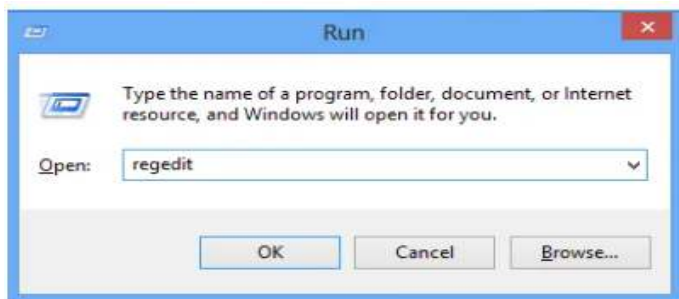 Run
Type the name of a program, folder, document, or Internet
resource, and Windows will open it for you.
Open: regedit
OK Cancel Browse...